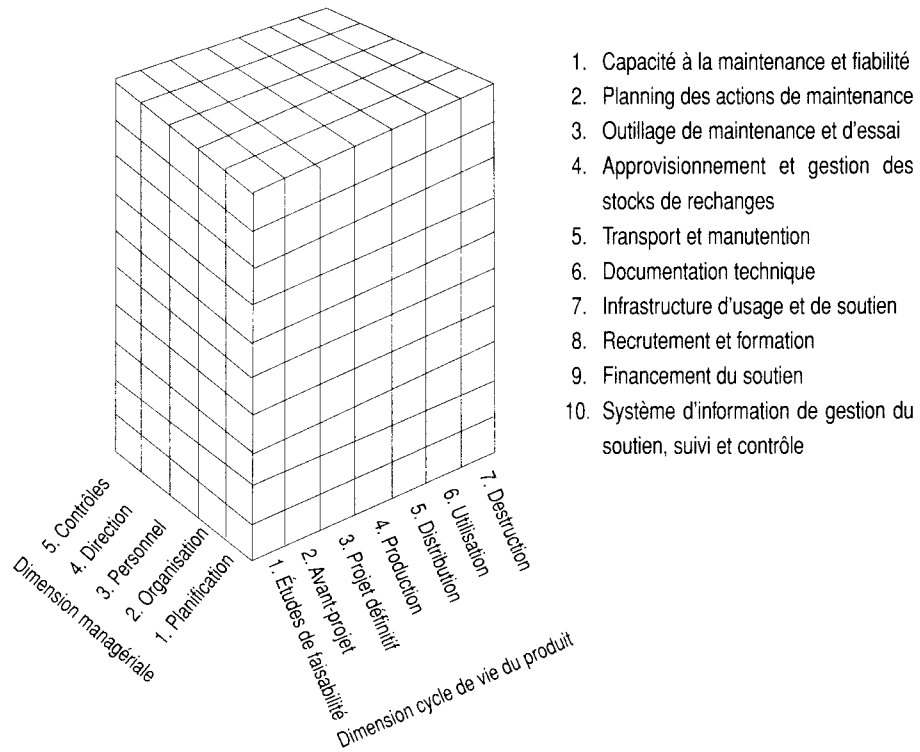 1. Capacité à la maintenance et fiabilité
2. Planning des actions de maintenance
3. Outillage de maintenance et d'essai
4. Approvisionnement et gestion des
stocks de rechanges
5. Transport et manutention
6. Documentation technique
7. Infrastructure d'usage et de soutien
8. Recrutement et formation
9. Financement du soutien
10. Système d'information de gestion du
soutien, suivi et contrôle
5. Contrôles
4. Direction
3. Personnel
2. Organisation
1. Planification
Dimension managériale
1. Études de faisabilité
2. Avant-projet
3. Projet définitif
4. Production
5. Distribution
6. Utilisation
7. Destruction
Dimension cycle de vie du produit